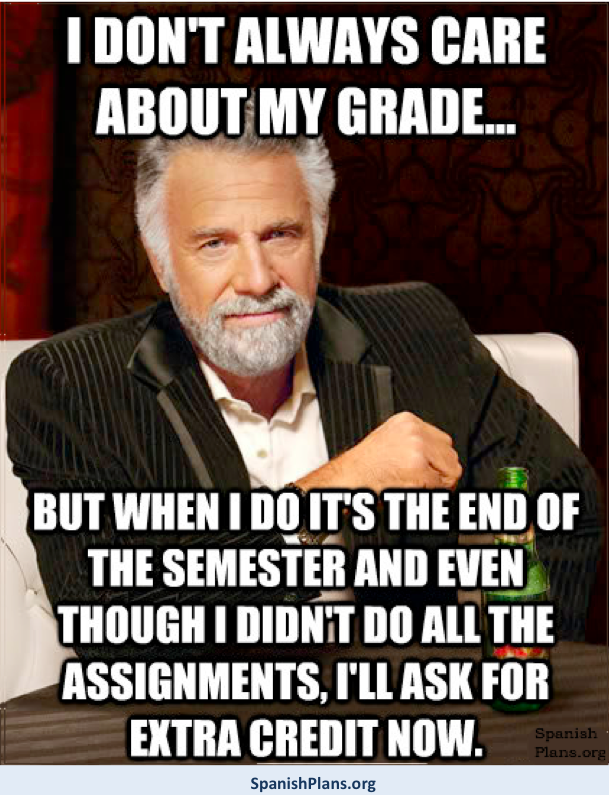 I DON'T ALWAYS CARE
ABOUT MY GRADE...
BUT WHEN I DO IT'S THE END OF
THE SEMESTER AND EVEN
THOUGH I DIDN'T DO ALL THE
ASSIGNMENTS, I'LL ASK FOR
EXTRA CREDIT NOW.
Spanish
Plans.org
SpanishPlans.org